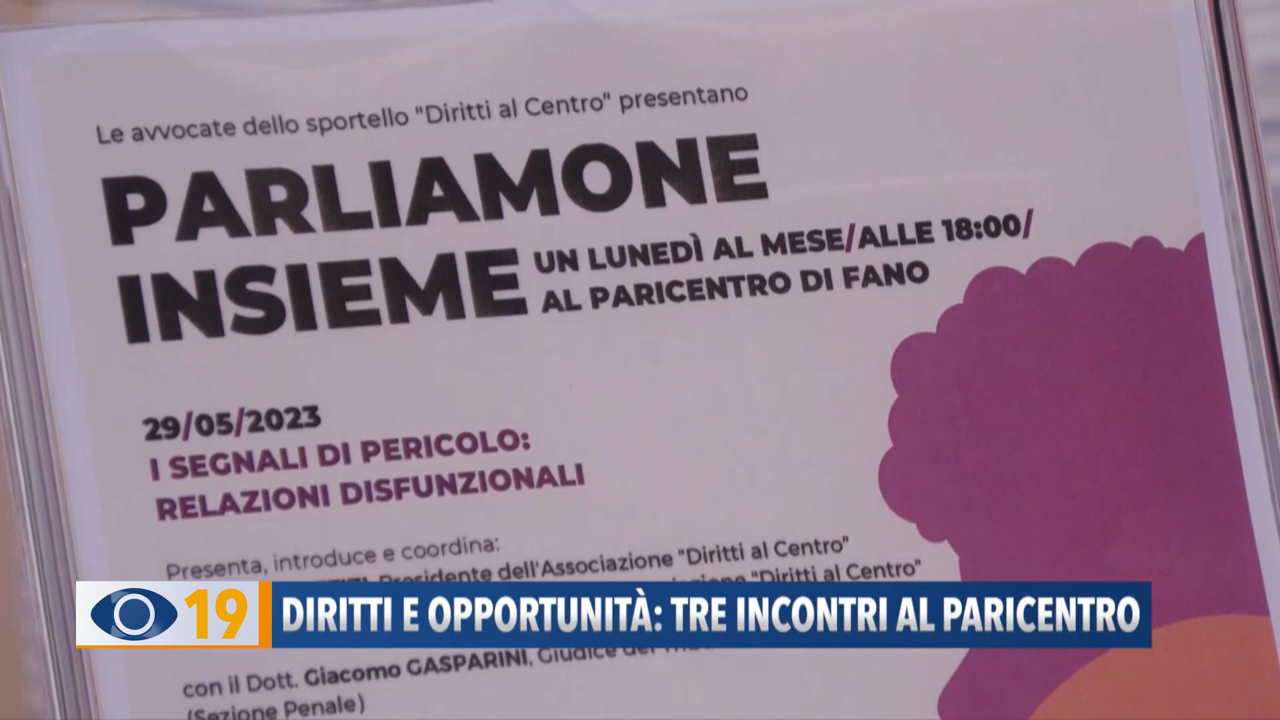 Le avvocate dello sportello "Diritti al Centro" presentano
PARLIAMONE
INSIEME
UN LUNEDÌ AL MESE/ALLE 18:00/
AL PARICENTRO DI FANO
29/05/2023
I SEGNALI DI PERICOLO:
RELAZIONI DISFUNZIONALI
Presenta, introduce e coordina:
Presidente dell'Associazione "Diritti al Centro"
"Diritti al Centro"
19 DIRITTI E OPPORTUNITÀ: TRE INCONTRI AL PARICENTRO
con il Dott. Giacomo GASPARINI, Giudice del
(Sezione Penale)